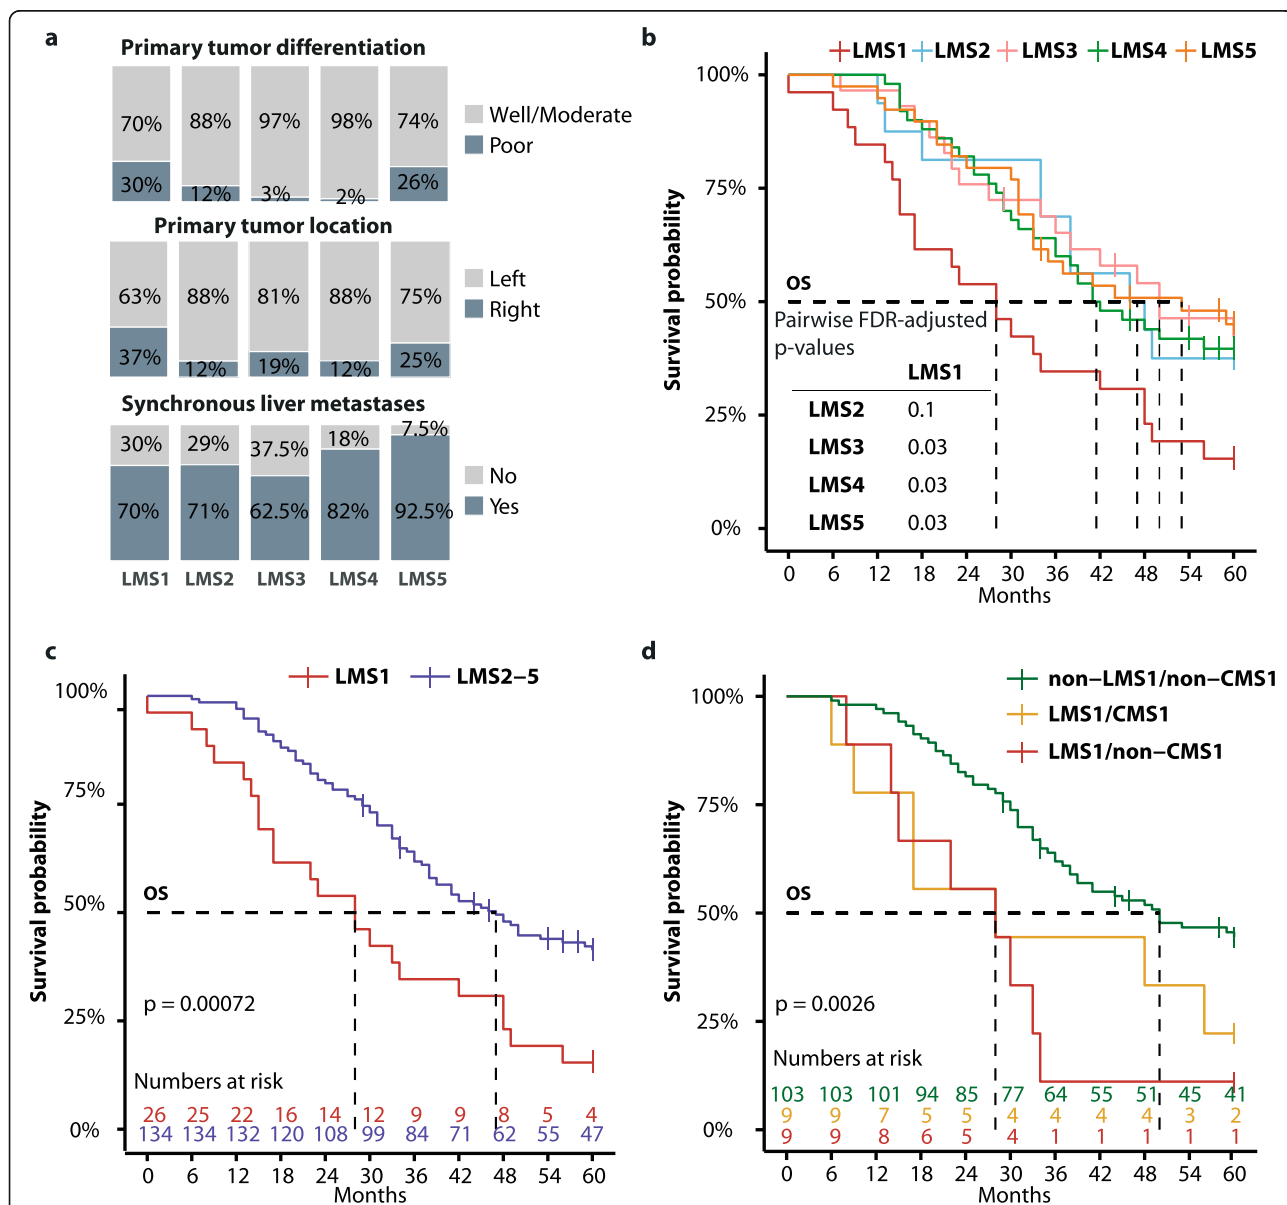 a
Primary tumor differentiation
70% 88% 97% 98% 74%
30% 12% 3% 2% 26%
Well/Moderate
Poor
Primary tumor location
63% 88% 81% 88% 75%
37% 12% 19% 12% 25%
Left
Right
Synchronous liver metastases
30% 29% 37.5% 18% 7.5%
70% 71% 62.5% 82% 92.5%
No
Yes
LMS1 LMS2 LMS3 LMS4 LMS5
b
LMS1 LMS2 LMS3 LMS4 LMS5
Survival probability
100%
75%
50%
25%
0%
OS
Pairwise FDR-adjusted
p-values
LMS1
LMS2 0.1
LMS3 0.03
LMS4 0.03
LMS5 0.03
0 6 12 18 24 30 36 42 48 54 60
Months
c
LMS1 LMS2–5
Survival probability
100%
75%
50%
25%
0%
OS
p = 0.00072
Numbers at risk
26 25 22 16 14 12 9 9 8 5 4
134 134 132 120 108 99 84 71 62 55 47
0 6 12 18 24 30 36 42 48 54 60
Months
d
non–LMS1/non–CMS1
LMS1/CMS1
LMS1/non–CMS1
Survival probability
100%
75%
50%
25%
0%
OS
p = 0.0026
Numbers at risk
103 103 101 94 85 77 64 55 51 45 41
9 9 7 5 5 4 4 4 4 3 2
9 9 8 6 5 4 1 1 1 1 1
0 6 12 18 24 30 36 42 48 54 60
Months